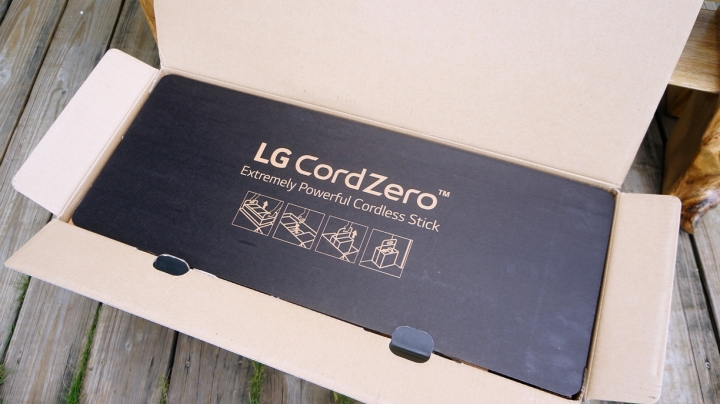 LG CordZero™
Extremely Powerful Cordless Stick